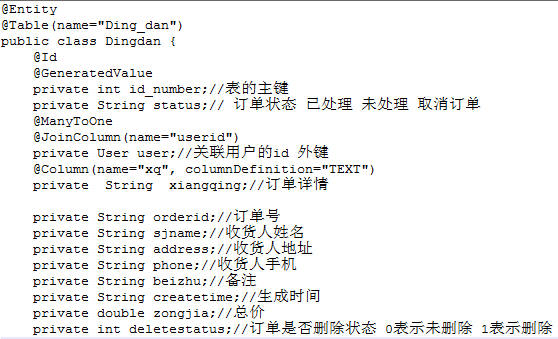 @Entity
@Table(name="Ding_dan")
public class Dingdan {
@Id
@GeneratedValue
private int id_number;//表的主键
private String status;// 订单状态 已处理 未处理 取消订单
@ManyToOne
@JoinColumn(name="userid")
private User user;//关联用户的id 外键
@Column(name="xq", columnDefinition="TEXT")
private  String  xiangqing;//订单详情
private String orderid;//订单号
private String sjname;//收货人姓名
private String address;//收货人地址
private String phone;//收货人手机
private String beizhu;//备注
private String createtime;//生成时间
private double zongjia;//总价
private int deletestatus;//订单是否删除状态 0表示未删除 1表示删除